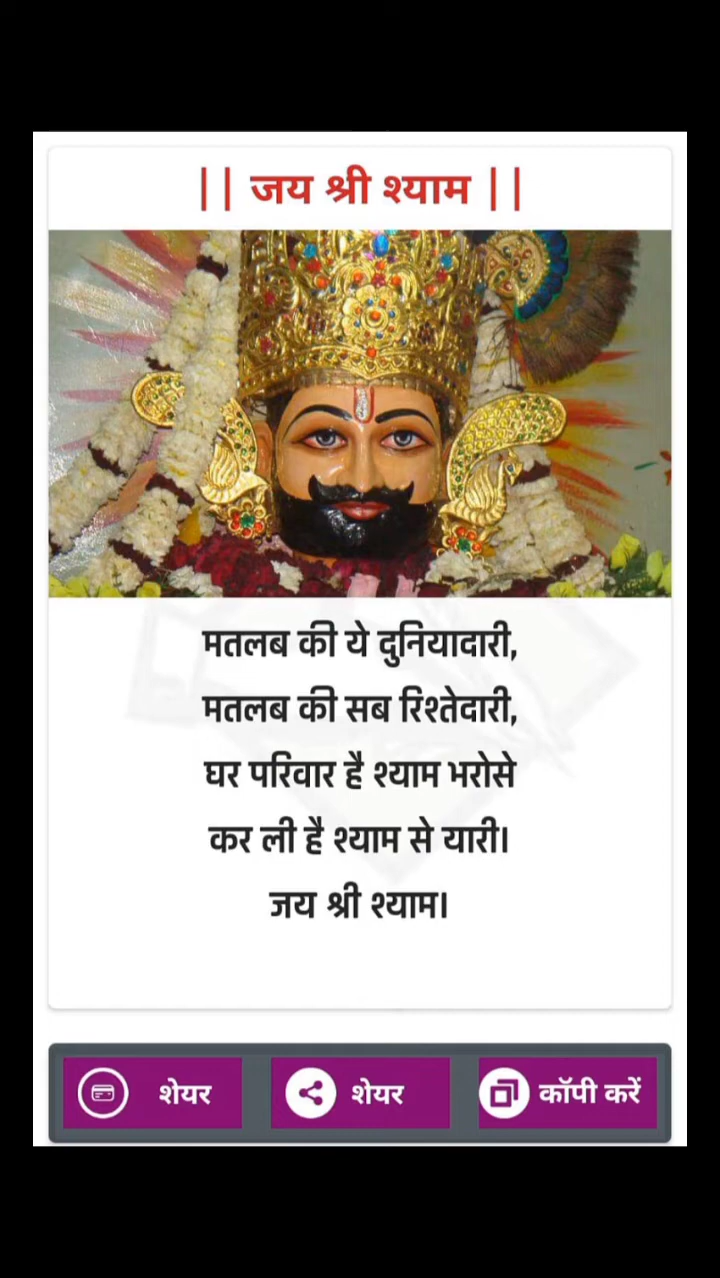 || जय श्री श्याम ||
मतलब की ये दुनियादारी,
मतलब की सब रिश्तेदारी,
घर परिवार है श्याम भरोसे
कर ली है श्याम से यारी।
जय श्री श्याम।
शेयर
शेयर
कॉपी करें